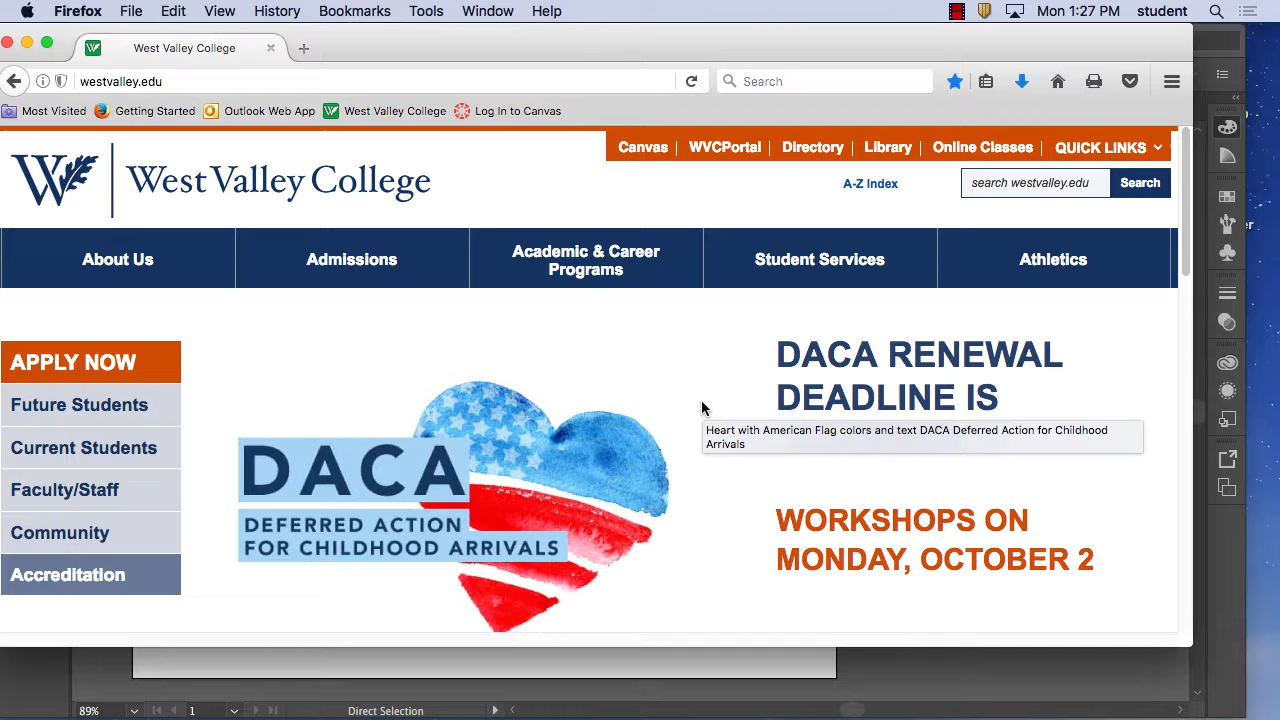 Firefox File Edit View History Bookmarks Tools Window Help Mon 1:27 PM student
West Valley College
westvalley.edu Search
Most Visited Getting Started Outlook Web App West Valley College Log In to Canvas
Canvas WVCPortal Directory Library Online Classes QUICK LINKS
West Valley College
A-Z Index search westvalley.edu Search
About Us Admissions Academic & Career Programs Student Services Athletics
APPLY NOW
Future Students
Current Students
Faculty/Staff
Community
Accreditation
DACA
DEFERRED ACTION
FOR CHILDHOOD ARRIVALS
DACA RENEWAL
DEADLINE IS
Heart with American Flag colors and text DACA Deferred Action for Childhood
Arrivals
WORKSHOPS ON
MONDAY, OCTOBER 2
89% 1 Direct Selection